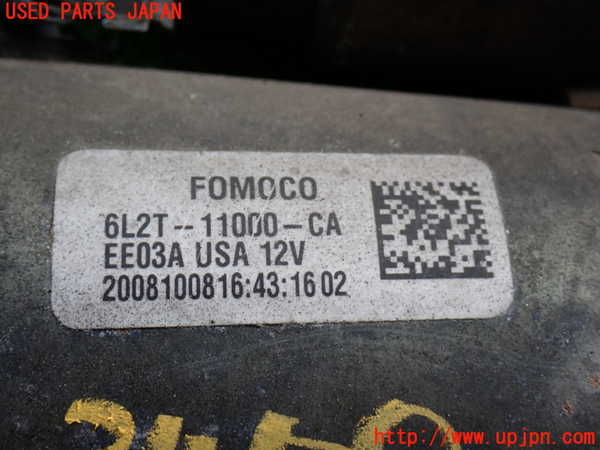 USED PARTS JAPAN
FOMOCO
6L2T--11000-CA
EE03A USA 12V
2008100816:43:16 02
http://www.upjpn.com